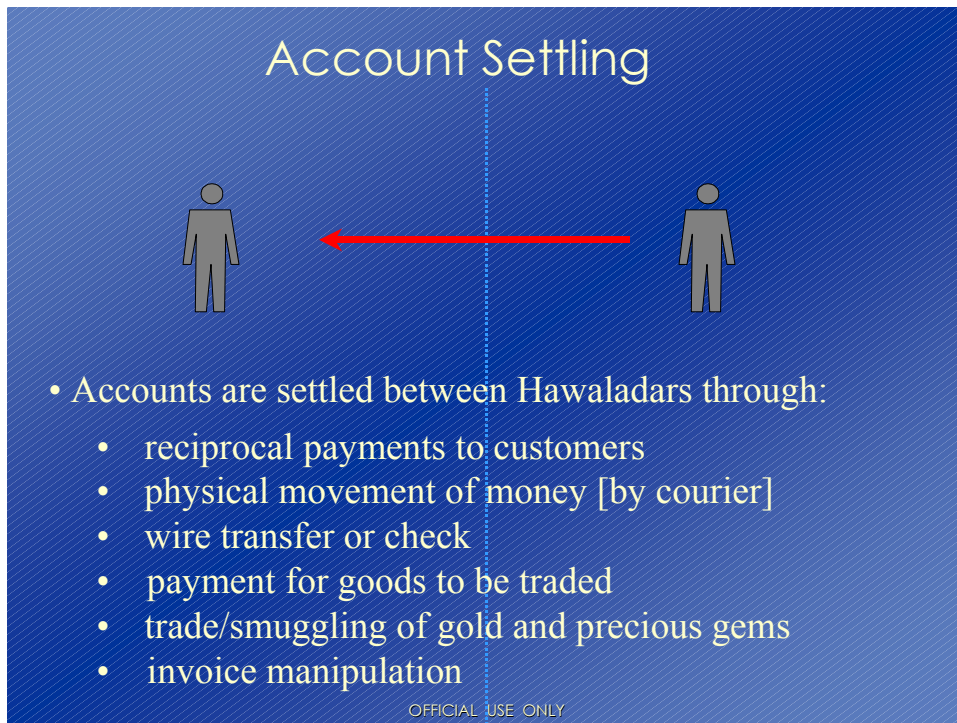 Account Settling
• Accounts are settled between Hawaladars through:
• reciprocal payments to customers
• physical movement of money [by courier]
• wire transfer or check
• payment for goods to be traded
• trade/smuggling of gold and precious gems
• invoice manipulation
OFFICIAL USE ONLY